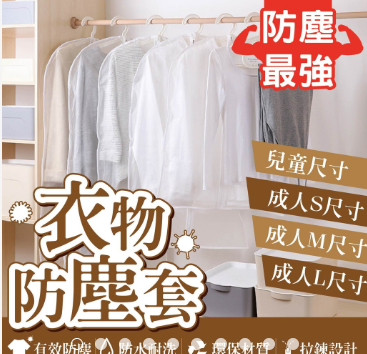 防塵
最強
兒童尺寸
成人S尺寸
成人M尺寸
成人L尺寸
衣物
防塵套
有效防塵 防水耐洗 環保材質 拉鍊設計